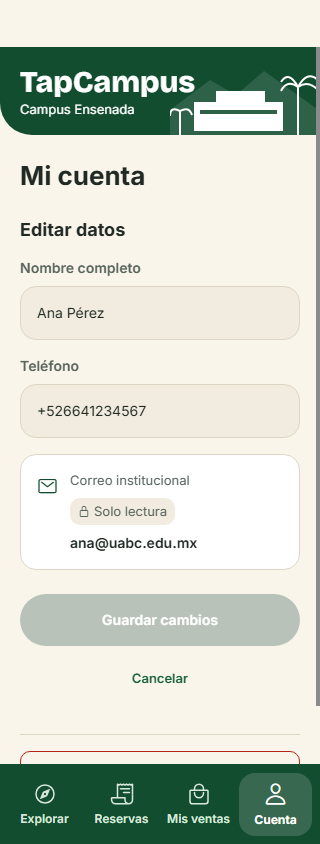 TapCampus
Campus Ensenada
Mi cuenta
Editar datos
Nombre completo
Ana Pérez
Teléfono
+526641234567
Correo institucional
Solo lectura
ana@uabc.edu.mx
Guardar cambios
Cancelar
Explorar
Reservas
Mis ventas
Cuenta